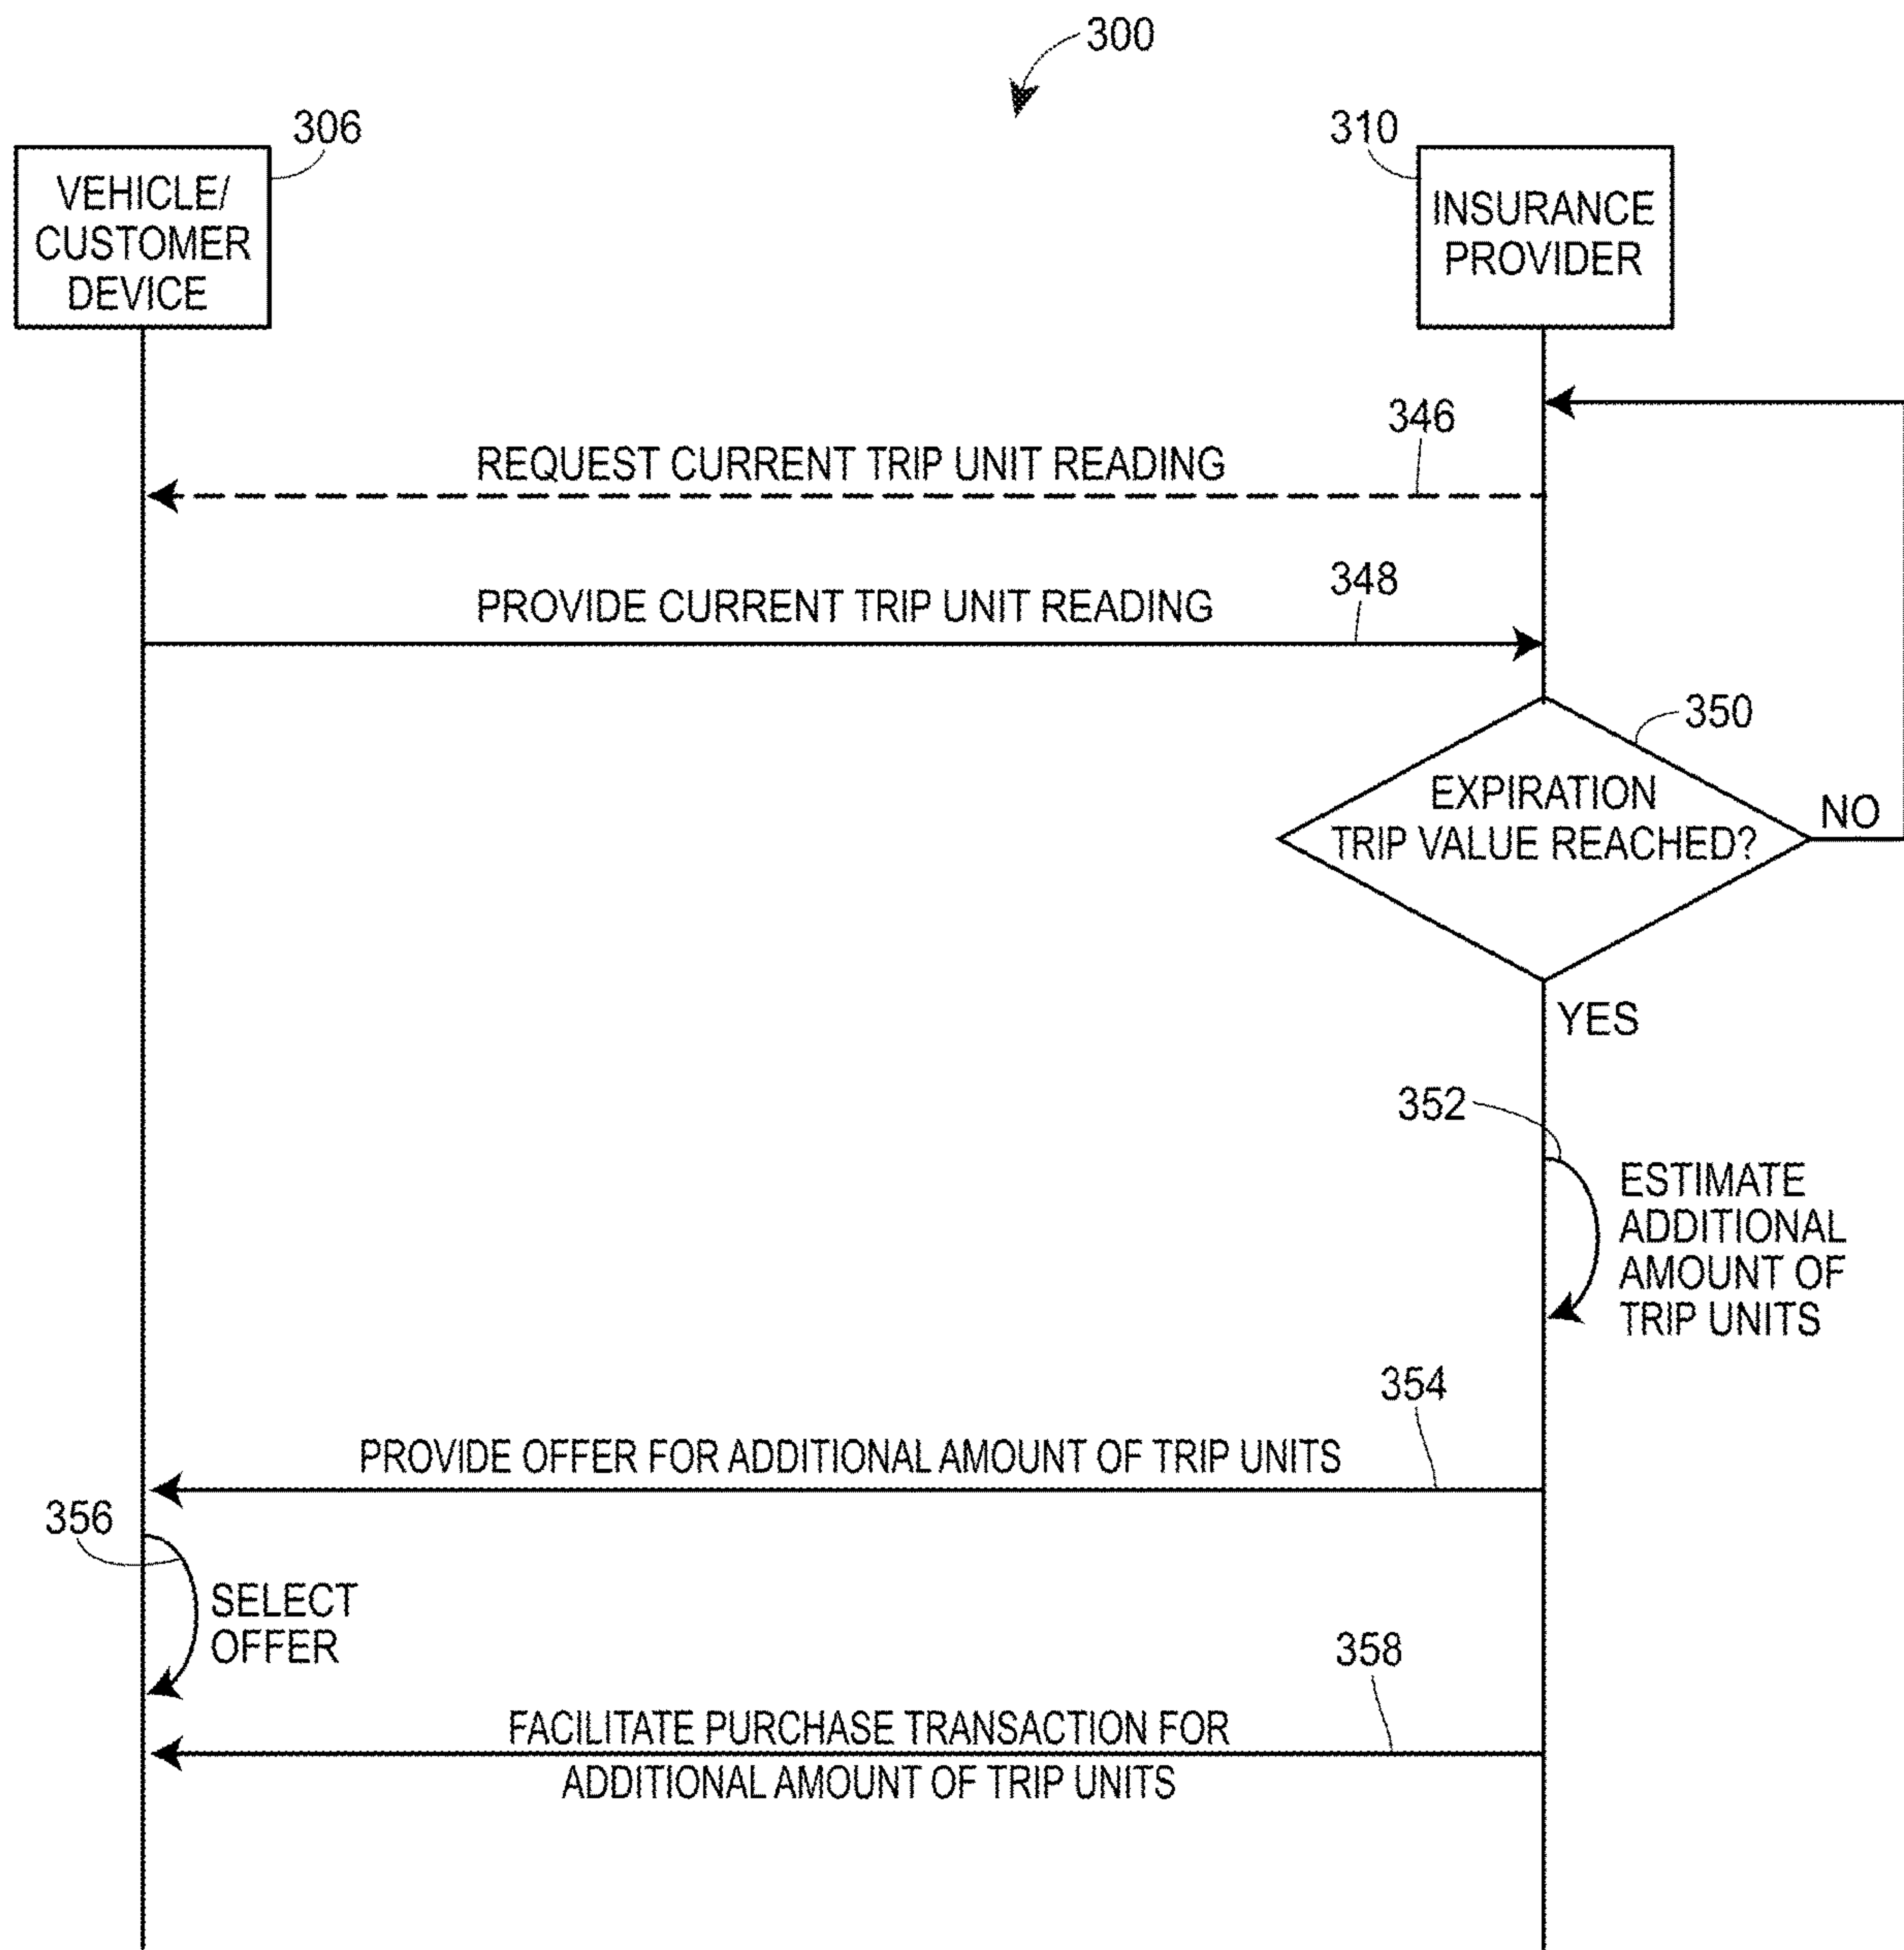 300
306
310
VEHICLE/
CUSTOMER
DEVICE
INSURANCE
PROVIDER
346
REQUEST CURRENT TRIP UNIT READING
348
PROVIDE CURRENT TRIP UNIT READING
350
EXPIRATION
TRIP VALUE REACHED?
NO
YES
352
ESTIMATE
ADDITIONAL
AMOUNT OF
TRIP UNITS
354
PROVIDE OFFER FOR ADDITIONAL AMOUNT OF TRIP UNITS
356
SELECT
OFFER
358
FACILITATE PURCHASE TRANSACTION FOR
ADDITIONAL AMOUNT OF TRIP UNITS